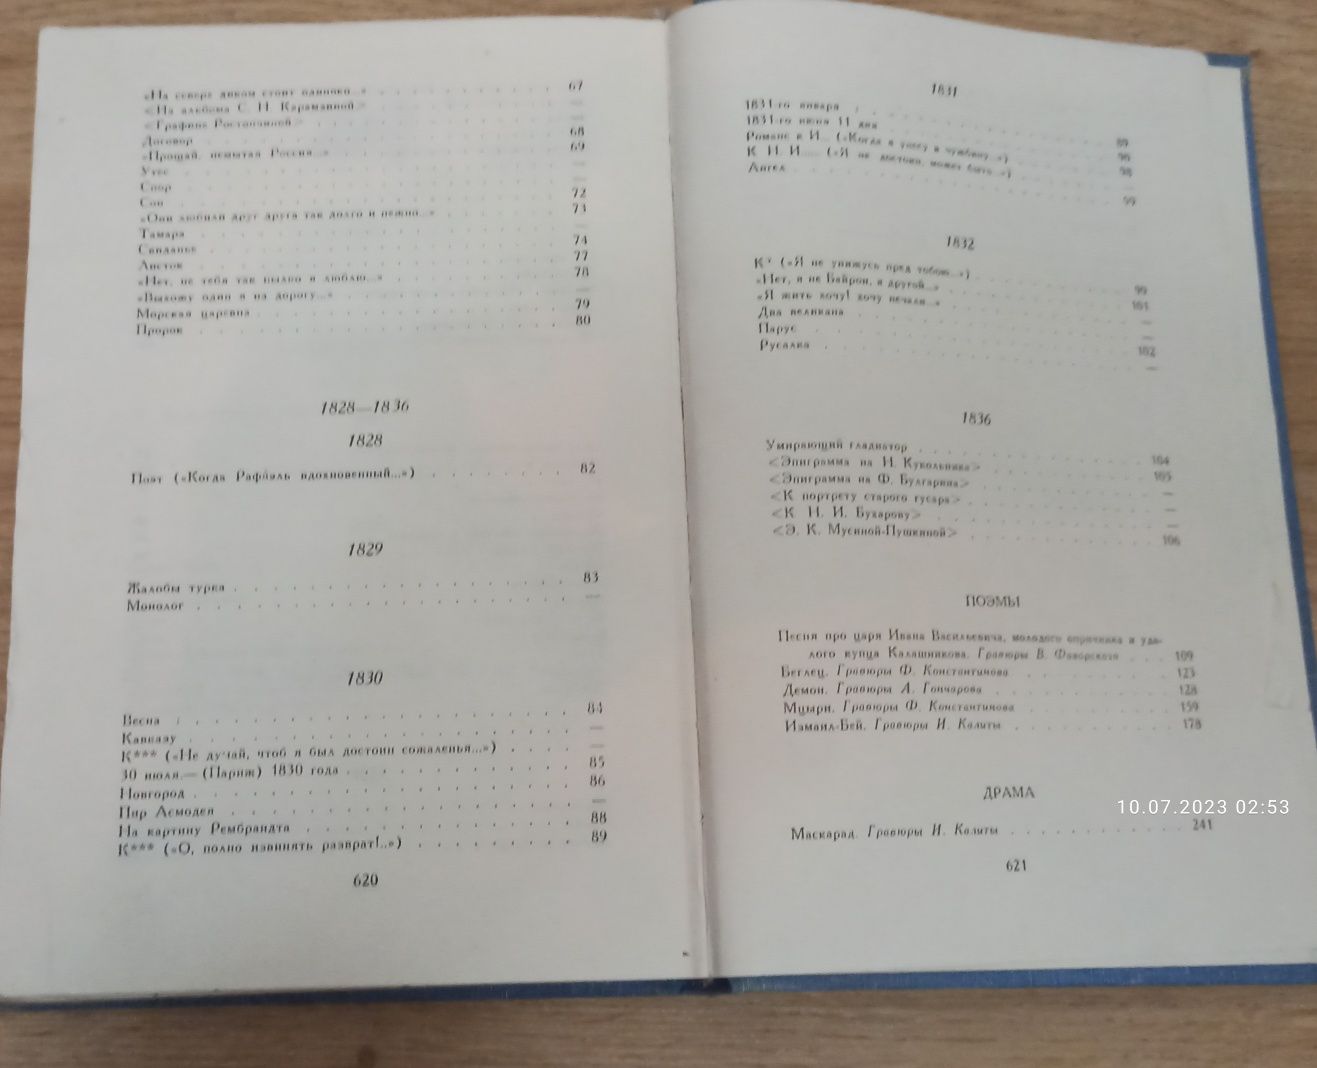 «На севере диком стоит одиноко...» 67
<Из альбома С. Н. Карамзиной> —
<Графине Ростопчиной> —
Договор 68
«Прощай, немытая Россия...» 69
Утес —
Спор —
Сон 72
«Они любили друг друга так долго и нежно...» 73
Тамара —
Свиданье 74
Листок 77
«Нет, не тебя так пылко я люблю...» 78
«Выхожу один я на дорогу...» —
Морская царевна 79
Пророк 80
1828—1836
1828
Поэт («Когда Рафаэль вдохновенный...») 82
1829
Жалобы турка 83
Монолог —
1830
Весна 84
Кавказу —
К*** («Не думай, чтоб я был достоин сожаленья...») —
30 июля.— (Париж) 1830 года 85
Новгород 86
Пир Асмодея —
На картину Рембрандта 88
К*** («О, полно извинять разврат!..») 89
620
1831
1831-го января 89
1831-го июня 11 дня 90
Романс к И... («Когда я унесу в чужбину...») 98
К Н. И. ... («Я не достоин, может быть...») —
Ангел 99
1832
К* («Я не унижусь пред тобою...») 99
«Нет, я не Байрон, я другой...» 101
«Я жить хочу! хочу печали...» —
Два великана —
Парус 102
Русалка —
1836
Умирающий гладиатор 104
<Эпиграмма на Н. Кукольника> 105
<Эпиграмма на Ф. Булгарина> —
<К портрету старого гусара> —
<К Н. И. Бухарову> —
<Э. К. Мусиной-Пушкиной> 106
ПОЭМЫ
Песня про царя Ивана Васильевича, молодого опричника и уда-
лого купца Калашникова. Гравюры В. Фаворского 109
Беглец. Гравюры Ф. Константинова 123
Демон. Гравюры А. Гончарова 128
Мцыри. Гравюры Ф. Константинова 159
Измаил-Бей. Гравюры И. Калиты 178
ДРАМА
Маскарад. Гравюры И. Калиты 241
621
10.07.2023 02:53